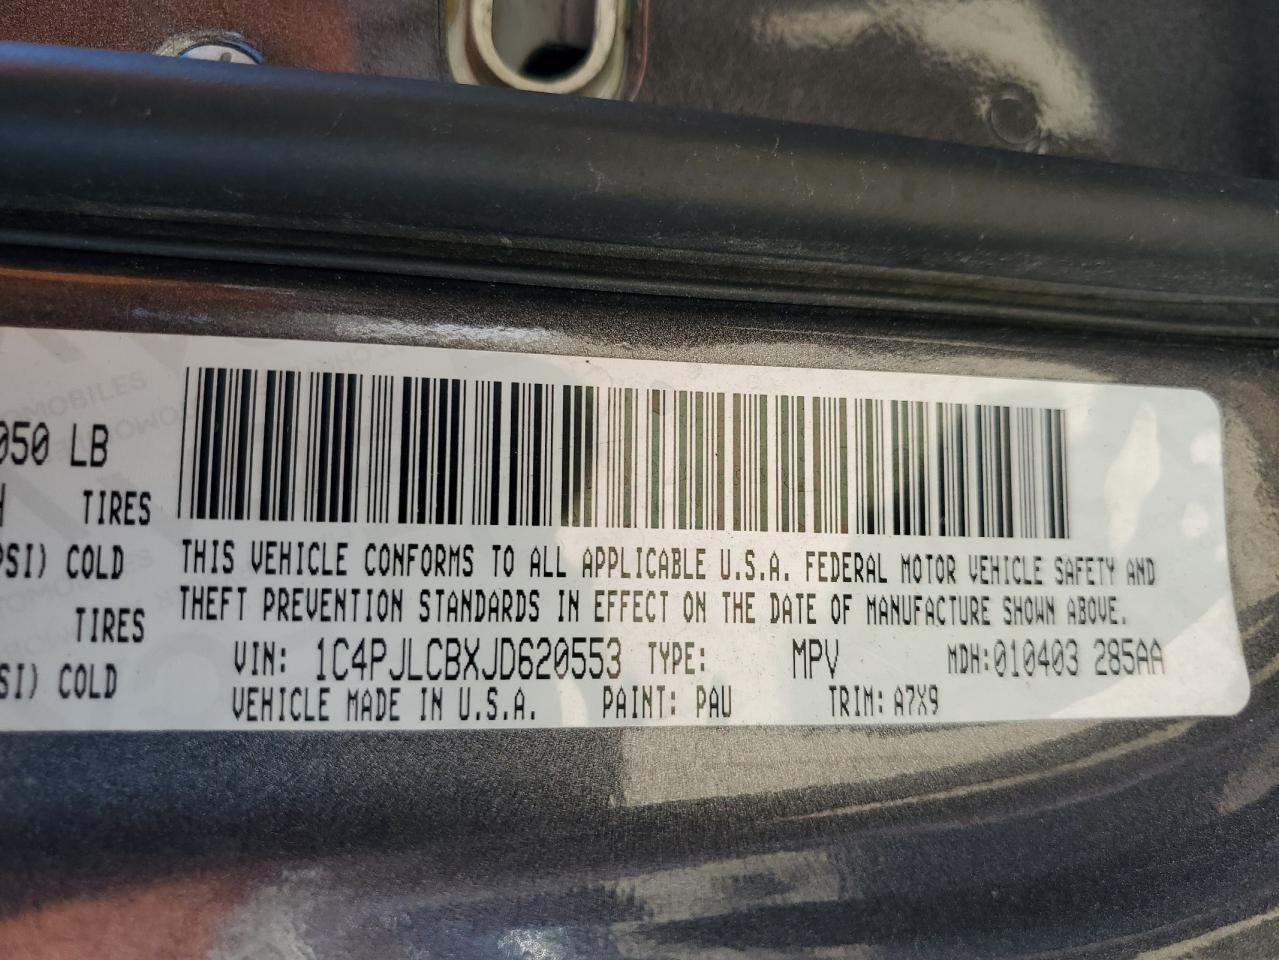 050 LB
TIRES
PSI) COLD
TIRES
SI) COLD
THIS VEHICLE CONFORMS TO ALL APPLICABLE U.S.A. FEDERAL MOTOR VEHICLE SAFETY AND
THEFT PREVENTION STANDARDS IN EFFECT ON THE DATE OF MANUFACTURE SHOWN ABOVE.
VIN: 1C4PJLCBXJD620553 TYPE: MPV MDH:010403 285AA
VEHICLE MADE IN U.S.A. PAINT: PAU TRIM: A7X9